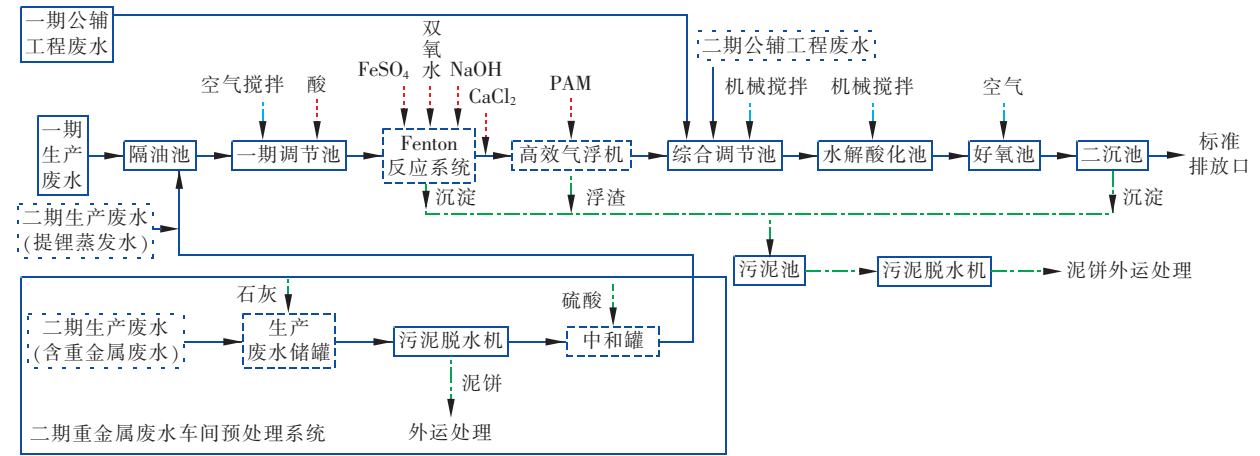 一期公辅
工程废水
双
氧
水
二期公辅工程废水
空气搅拌
酸
FeSO₄
NaOH
CaCl₂
PAM
机械搅拌
机械搅拌
空气
一期
生产
废水
隔油池
一期调节池
Fenton
反应系统
高效气浮机
综合调节池
水解酸化池
好氧池
二沉池
标准
排放口
沉淀
浮渣
沉淀
二期生产废水
(提锂蒸发水)
污泥池
污泥脱水机
泥饼外运处理
石灰
硫酸
二期生产废水
(含重金属废水)
生产
废水储罐
污泥脱水机
中和罐
泥饼
外运处理
二期重金属废水车间预处理系统